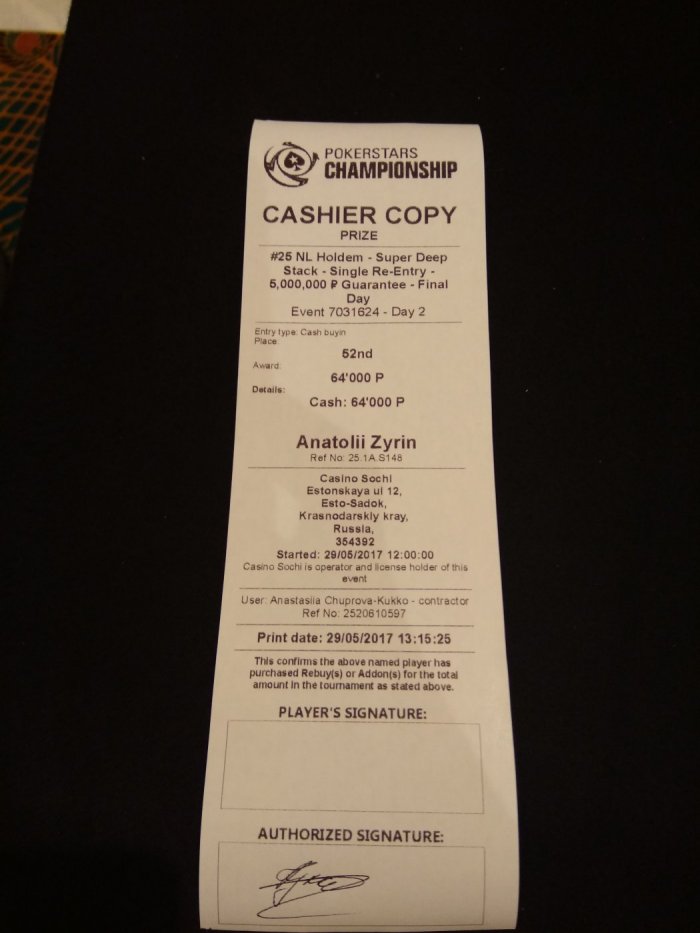 POKERSTARS
CHAMPIONSHIP
CASHIER COPY
PRIZE
#25 NL Holdem - Super Deep
Stack - Single Re-Entry -
5,000,000 ₽ Guarantee - Final
Day
Event 7031624 - Day 2
Entry type: Cash buyin
Place:
52nd
Award:
64'000 P
Details:
Cash: 64'000 P
Anatolii Zyrin
Ref No: 25.1A.S148
Casino Sochi
Estonskaya ul 12,
Esto-Sadok,
Krasnodarskiy kray,
Russia,
354392
Started: 29/05/2017 12:00:00
Casino Sochi is operator and license holder of this
event
User: Anastasiia Chuprova-Kukko - contractor
Ref No: 2520610597
Print date: 29/05/2017 13:15:25
This confirms the above named player has
purchased Rebuy(s) or Addon(s) for the total
amount in the tournament as stated above.
PLAYER'S SIGNATURE:
AUTHORIZED SIGNATURE: